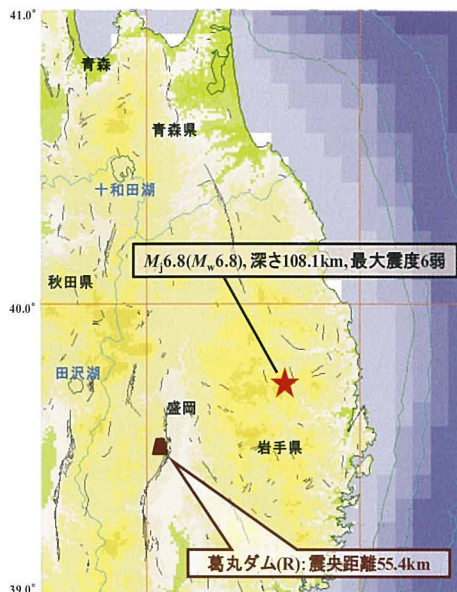 41.0°
青森
青森県
十和田湖
Mj6.8(Mw6.8), 深さ108.1km, 最大震度6弱
秋田県
40.0°
田沢湖
盛岡
岩手県
葛丸ダム(R): 震央距離55.4km
39.0°